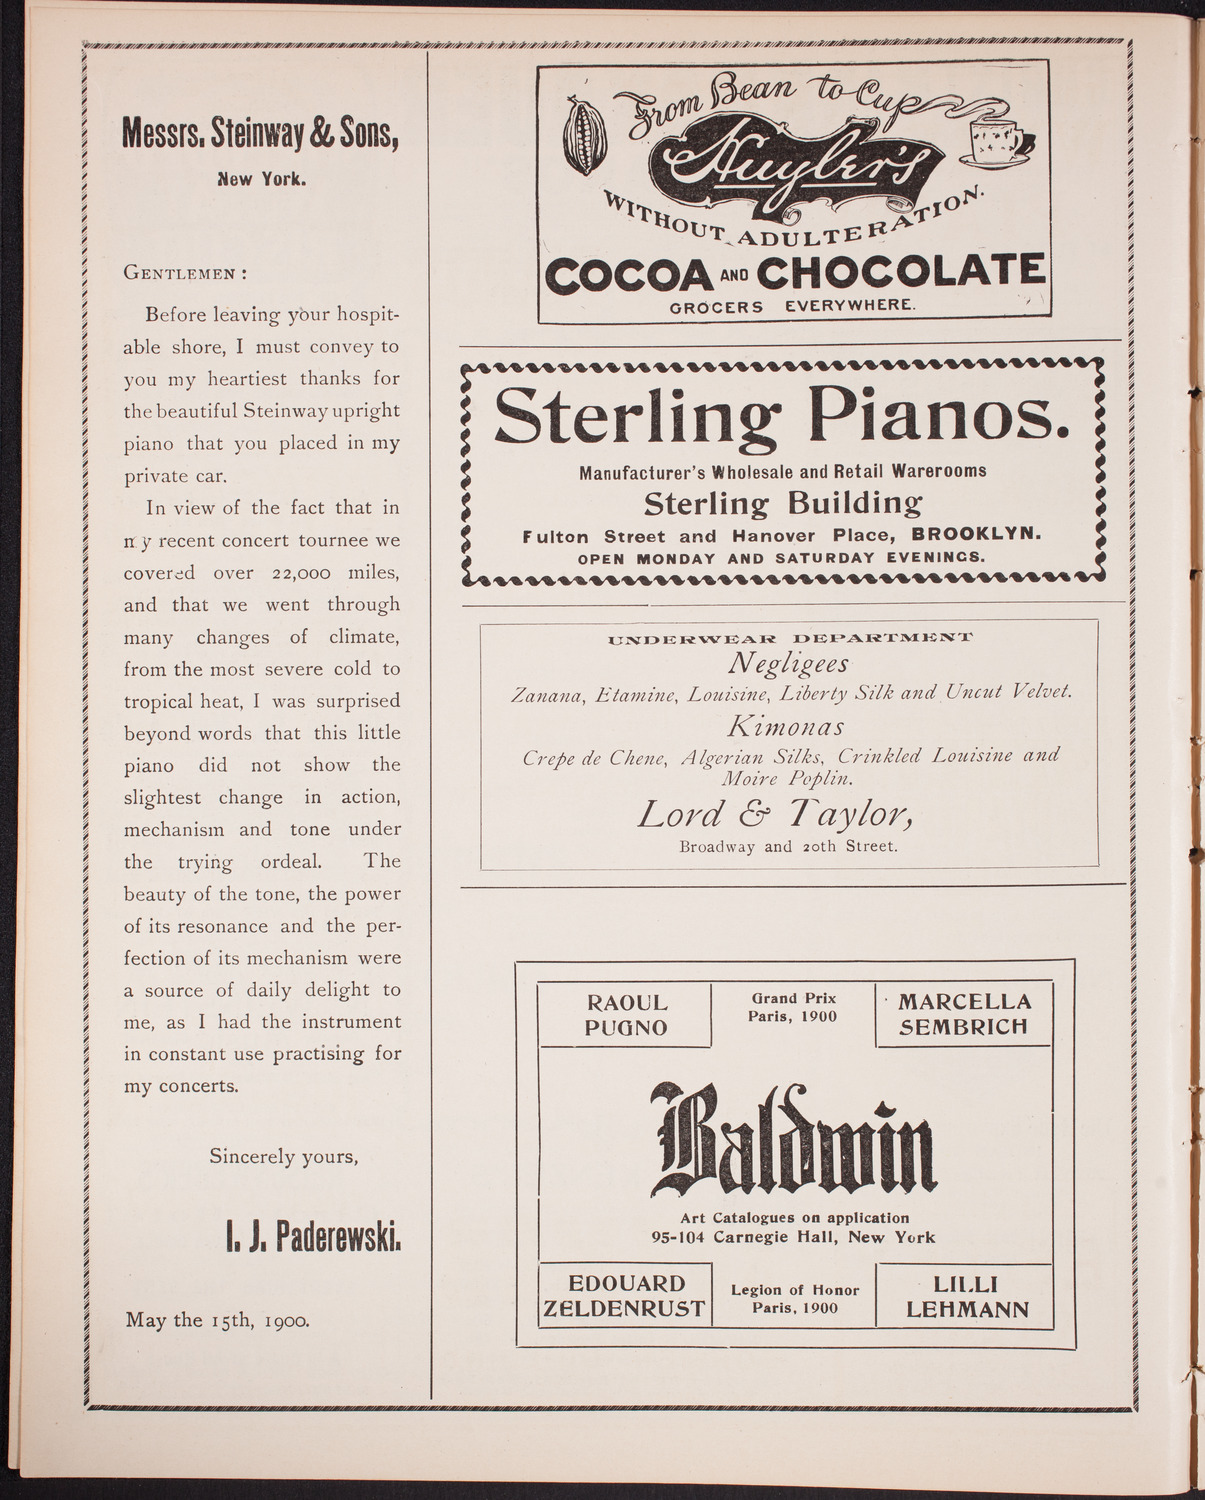 Messrs. Steinway & Sons,
New York.
GENTLEMEN :
Before leaving your hospit-
able shore, I must convey to
you my heartiest thanks for
the beautiful Steinway upright
piano that you placed in my
private car.
In view of the fact that in
my recent concert tournee we
covered over 22,000 miles,
and that we went through
many changes of climate,
from the most severe cold to
tropical heat, I was surprised
beyond words that this little
piano did not show the
slightest change in action,
mechanism and tone under
the trying ordeal. The
beauty of the tone, the power
of its resonance and the per-
fection of its mechanism were
a source of daily delight to
me, as I had the instrument
in constant use practising for
my concerts.
Sincerely yours,
I. J. Paderewski.
May the 15th, 1900.
From Bean to Cup
Huyler's
WITHOUT ADULTERATION.
COCOA AND CHOCOLATE
GROCERS EVERYWHERE.
Sterling Pianos.
Manufacturer's Wholesale and Retail Warerooms
Sterling Building
Fulton Street and Hanover Place, BROOKLYN.
OPEN MONDAY AND SATURDAY EVENINGS.
UNDERWEAR DEPARTMENT
Negligees
Zanana, Etamine, Louisine, Liberty Silk and Uncut Velvet.
Kimonas
Crepe de Chene, Algerian Silks, Crinkled Louisine and
Moire Poplin.
Lord & Taylor,
Broadway and 20th Street.
RAOUL
PUGNO
Grand Prix
Paris, 1900
MARCELLA
SEMBRICH
Baldwin
Art Catalogues on application
95-104 Carnegie Hall, New York
EDOUARD
ZELDENRUST
Legion of Honor
Paris, 1900
LILLI
LEHMANN